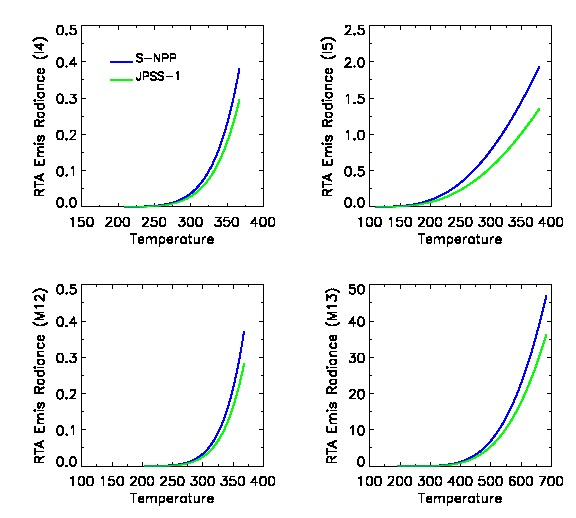 RTA Emis Radiance (I4)
0.5
0.4
0.3
0.2
0.1
0.0
S-NPP
JPSS-1
150 200 250 300 350 400
Temperature
RTA Emis Radiance (I5)
2.5
2.0
1.5
1.0
0.5
0.0
100 150 200 250 300 350 400
Temperature
RTA Emis Radiance (M12)
0.5
0.4
0.3
0.2
0.1
0.0
100 150 200 250 300 350 400
Temperature
RTA Emis Radiance (M13)
50
40
30
20
10
0
100 200 300 400 500 600 700
Temperature